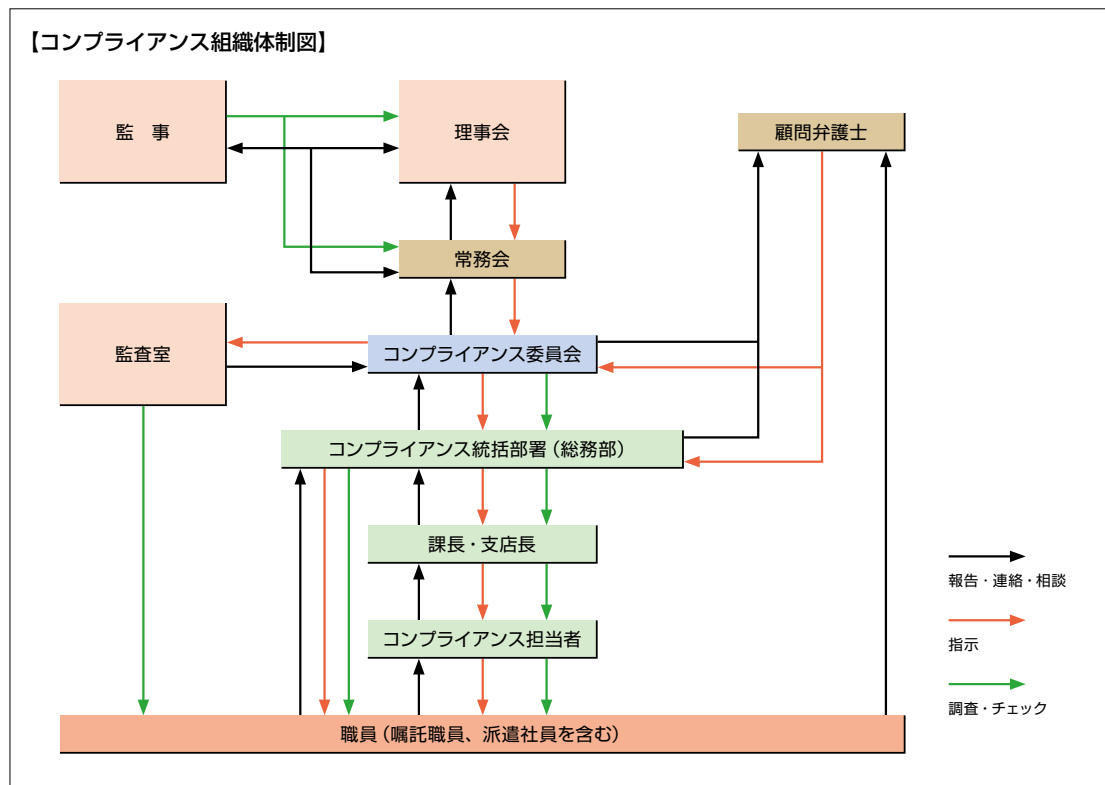 【コンプライアンス組織体制図】
監　事
理事会
顧問弁護士
常務会
監査室
コンプライアンス委員会
コンプライアンス統括部署（総務部）
課長・支店長
コンプライアンス担当者
職員（嘱託職員、派遣社員を含む）
報告・連絡・相談
指示
調査・チェック